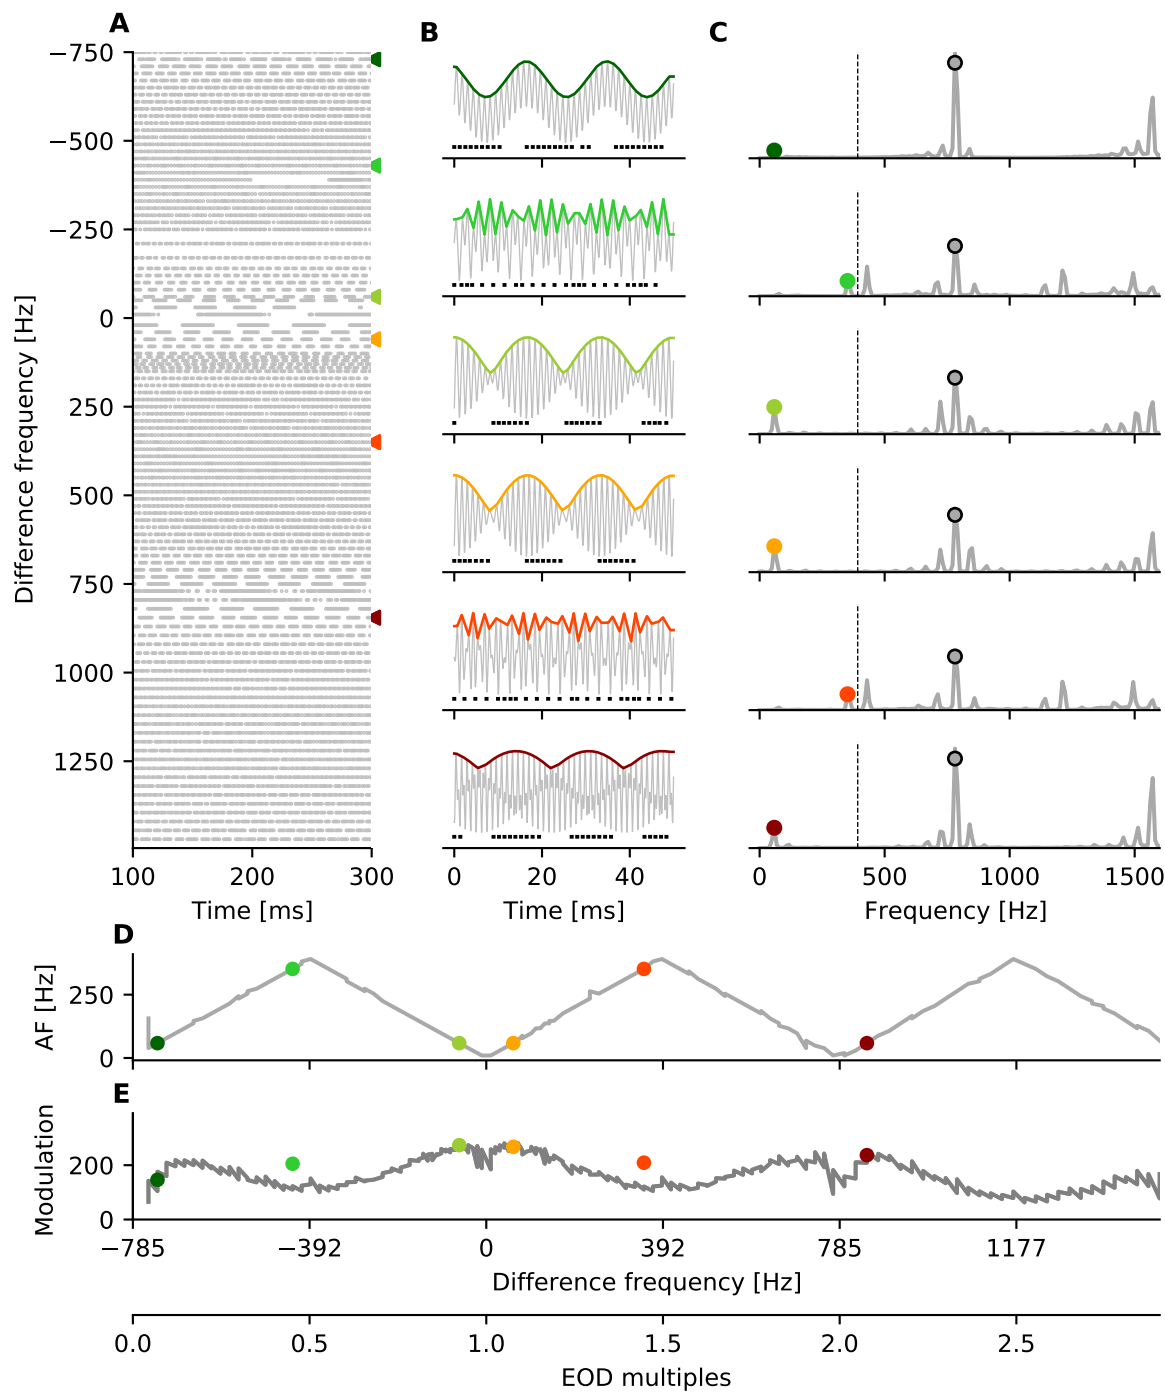 A
B
C
Difference frequency [Hz]
−750
−500
−250
0
250
500
750
1000
1250
100 200 300
Time [ms]
0 20 40
Time [ms]
0 500 1000 1500
Frequency [Hz]
D
AF [Hz]
250
0
E
Modulation
200
0
−785 −392 0 392 785 1177
Difference frequency [Hz]
0.0 0.5 1.0 1.5 2.0 2.5
EOD multiples